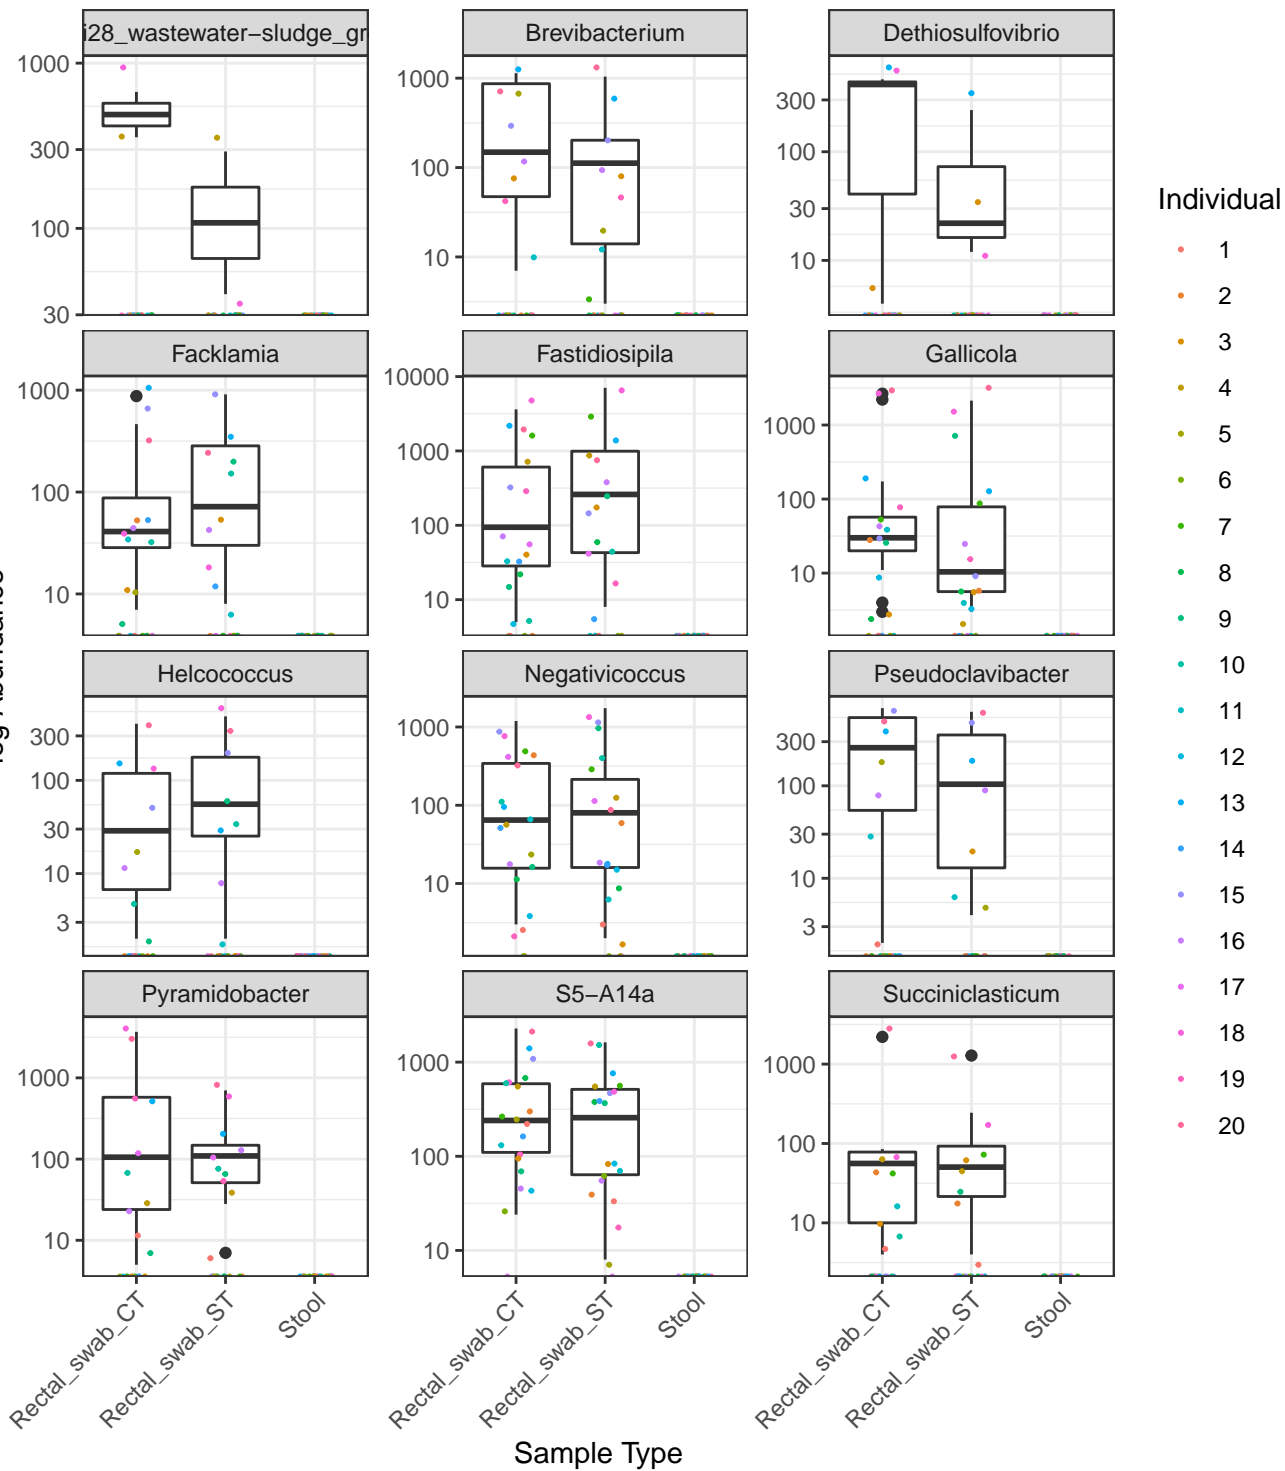 i28_wastewater-sludge_gr
Brevibacterium
Dethiosulfovibrio
1000
300
100
30
1000
100
10
300
100
30
10
Facklamia
Fastidiosipila
Gallicola
1000
100
10
10000
1000
100
10
1000
100
10
Helcococcus
Negativicoccus
Pseudoclavibacter
300
100
30
10
3
1000
100
10
300
100
30
10
3
Pyramidobacter
S5-A14a
Succiniclasticum
1000
100
10
1000
100
10
1000
100
10
Rectal_swab_CT
Rectal_swab_ST
Stool
Rectal_swab_CT
Rectal_swab_ST
Stool
Rectal_swab_CT
Rectal_swab_ST
Stool
Sample Type
Individual
1
2
3
4
5
6
7
8
9
10
11
12
13
14
15
16
17
18
19
20